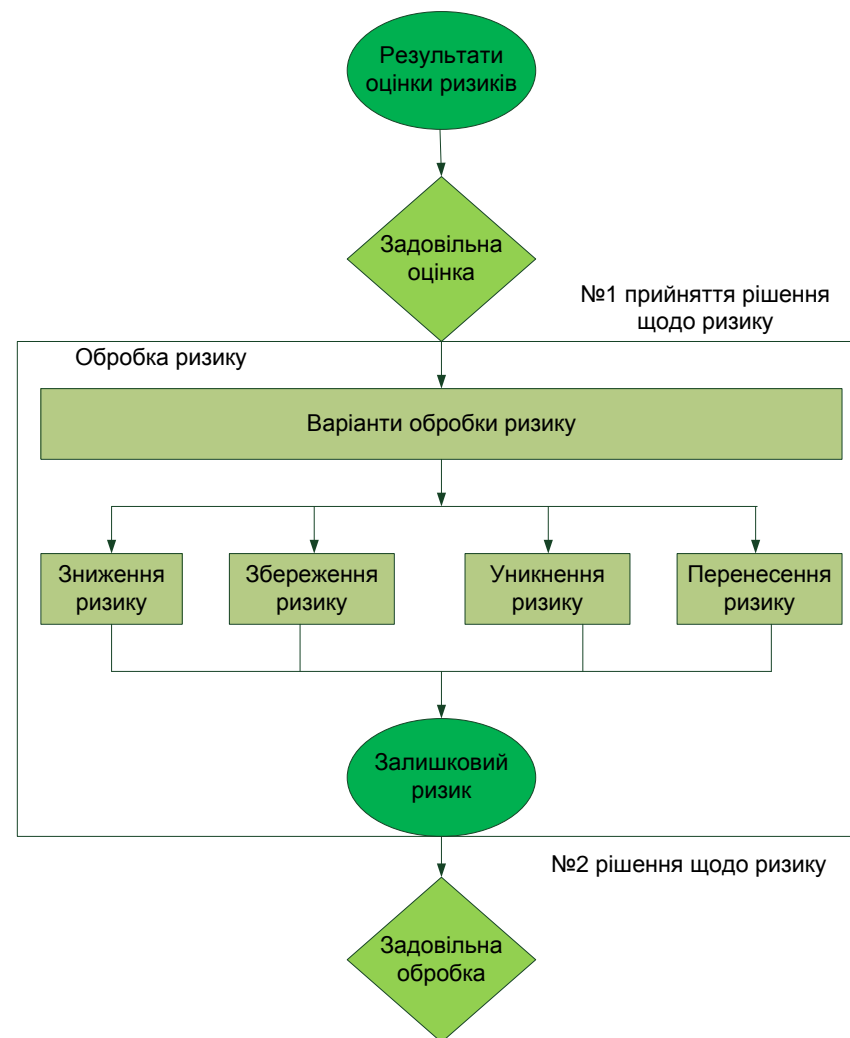 Результати
оцінки ризиків
Задовільна
оцінка
№1 прийняття рішення
щодо ризику
Обробка ризику
Варіанти обробки ризику
Зниження
ризику
Збереження
ризику
Уникнення
ризику
Перенесення
ризику
Залишковий
ризик
№2 рішення щодо ризику
Задовільна
обробка